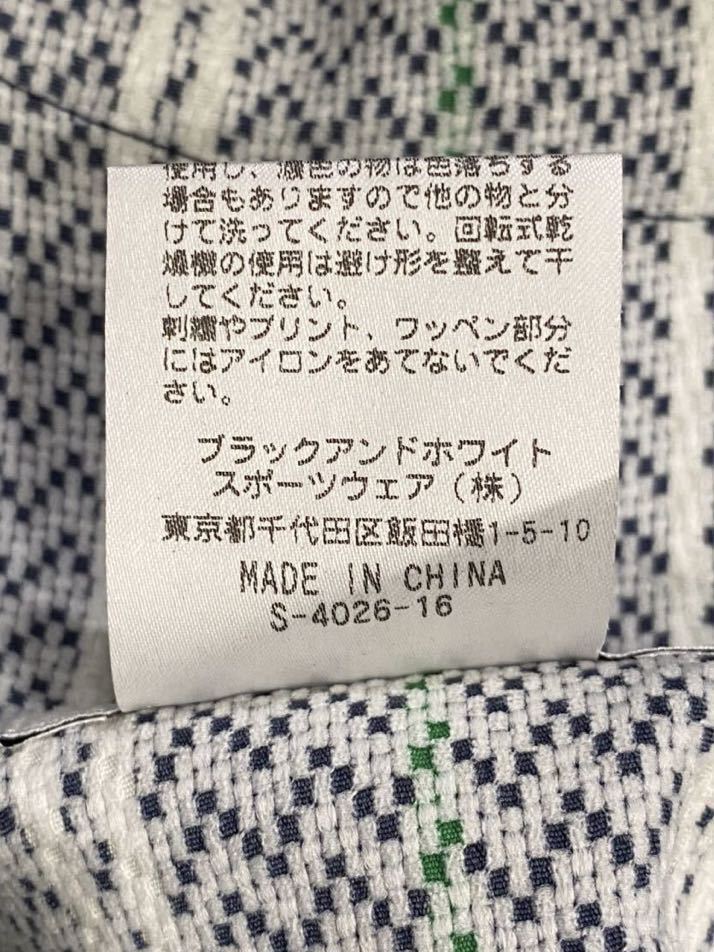 使用し、濃色の物は色落ちする
場合もありますので他の物と分
けて洗ってください。回転式乾
燥機の使用は避け形を整えて干
してください。
刺繍やプリント、ワッペン部分
にはアイロンをあてないでくだ
さい。
ブラックアンドホワイト
スポーツウェア(株)
東京都千代田区飯田橋1-5-10
MADE IN CHINA
S-4026-16